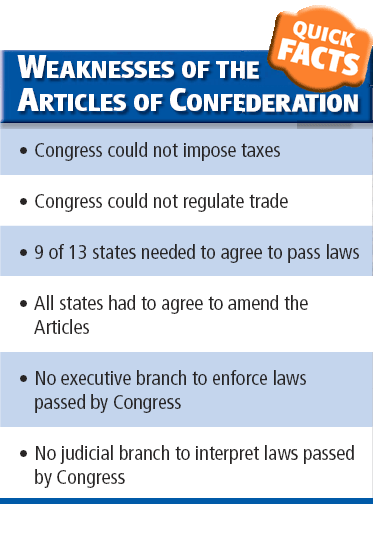 QUICK
FACTS
WEAKNESSES OF THE
ARTICLES OF CONFEDERATION
• Congress could not impose taxes
• Congress could not regulate trade
• 9 of 13 states needed to agree to pass laws
• All states had to agree to amend the
Articles
• No executive branch to enforce laws
passed by Congress
• No judicial branch to interpret laws passed
by Congress